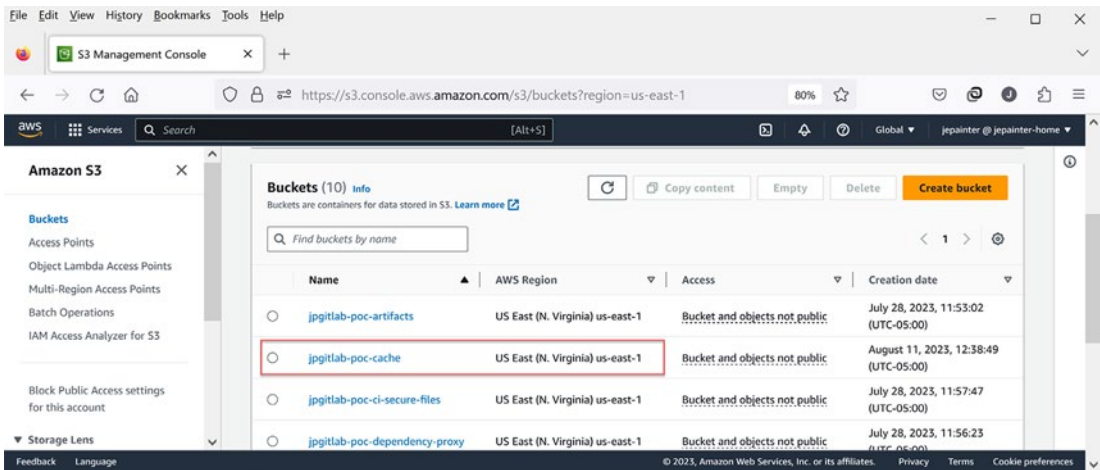 File Edit View History Bookmarks Tools Help
S3 Management Console
https://s3.console.aws.amazon.com/s3/buckets?region=us-east-1
80%
aws Services Search [Alt+S] Global jepainter @ jepainter-home
Amazon S3
Buckets
Access Points
Object Lambda Access Points
Multi-Region Access Points
Batch Operations
IAM Access Analyzer for S3
Block Public Access settings
for this account
Storage Lens
Buckets (10) Info
Buckets are containers for data stored in S3. Learn more
Copy content Empty Delete Create bucket
Find buckets by name
1
Name AWS Region Access Creation date
jpgitlab-poc-artifacts US East (N. Virginia) us-east-1 Bucket and objects not public July 28, 2023, 11:53:02
(UTC-05:00)
jpgitlab-poc-cache US East (N. Virginia) us-east-1 Bucket and objects not public August 11, 2023, 12:38:49
(UTC-05:00)
jpgitlab-poc-ci-secure-files US East (N. Virginia) us-east-1 Bucket and objects not public July 28, 2023, 11:57:47
(UTC-05:00)
jpgitlab-poc-dependency-proxy US East (N. Virginia) us-east-1 Bucket and objects not public July 28, 2023, 11:56:23
(UTC-05:00)
Feedback Language © 2023, Amazon Web Services, Inc. or its affiliates. Privacy Terms Cookie preferences